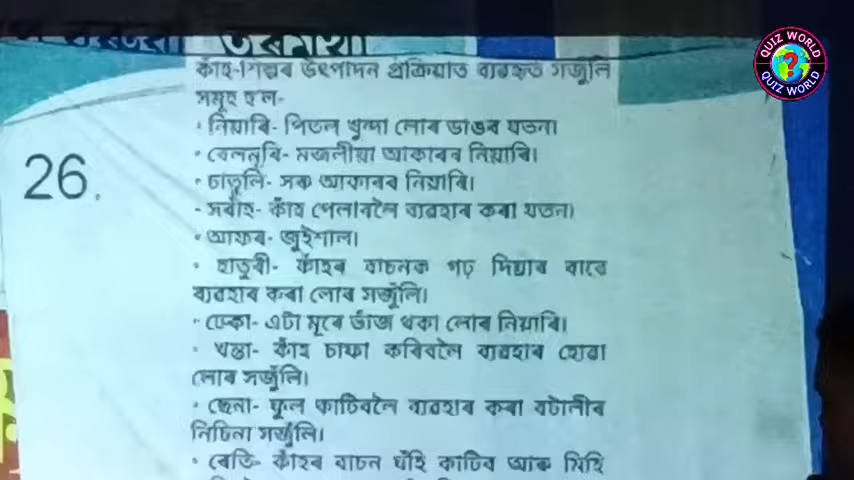 কাঁহ-শিল্পৰ উৎপাদন প্ৰক্ৰিয়াত ব্যৱহৃত সঁজুলি
সমূহ হ'ল-
26.
• নিয়াৰি- পিতল খুন্দা লোৰ ডাঙৰ যতন।
• বেলমুৰি- মজলীয়া আকাৰৰ নিয়াৰি।
• চাতুলি- সৰু আকাৰৰ নিয়াৰি।
- সৰাঁহ- কাঁহ পেলাবলৈ ব্যৱহাৰ কৰা যতন।
• আফৰ- জুইশাল।
• হাতুৰী- কাঁহৰ বাচনক গঢ় দিয়াৰ বাবে
ব্যৱহাৰ কৰা লোৰ সজুঁলি।
• ঢেকা- এটা মূৰে ভাঁজ থকা লোৰ নিয়াৰি।
• খন্তা- কাঁহ চাফা কৰিবলৈ ব্যৱহাৰ হোৱা
লোৰ সজুঁলি।
• ছেনা- ফুল কাটিবলৈ ব্যৱহাৰ কৰা বটালীৰ
নিচিনা সজুঁলি।
• ৰেতি- কাঁহৰ বাচন ঘঁহি কাটিব আৰু মিহি
QUIZ WORLD
QUIZ WORLD